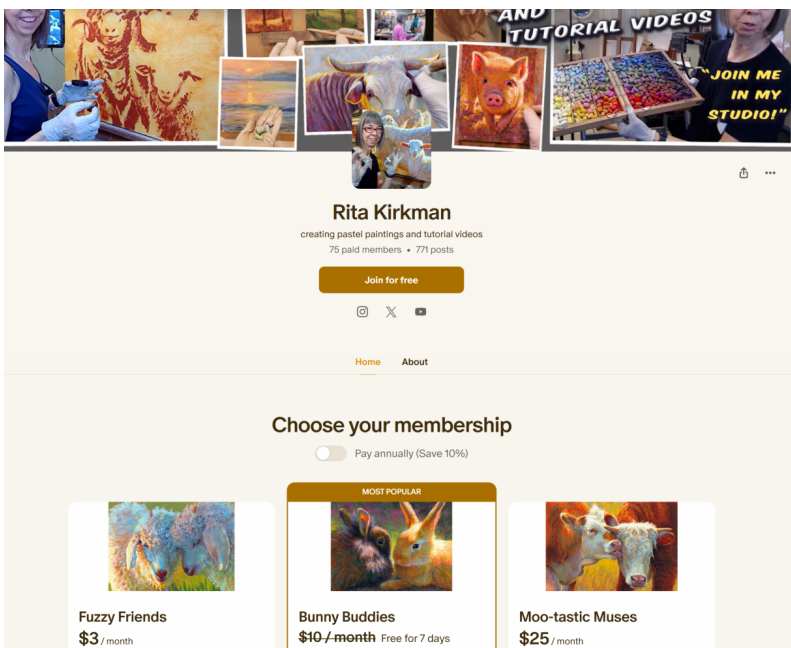 AND
TUTORIAL VIDEOS
"JOIN ME
IN MY
STUDIO!"
Rita Kirkman
creating pastel paintings and tutorial videos
75 paid members • 771 posts
Join for free
Home About
Choose your membership
Pay annually (Save 10%)
MOST POPULAR
Fuzzy Friends
$3 / month
Bunny Buddies
$10 / month Free for 7 days
Moo-tastic Muses
$25 / month